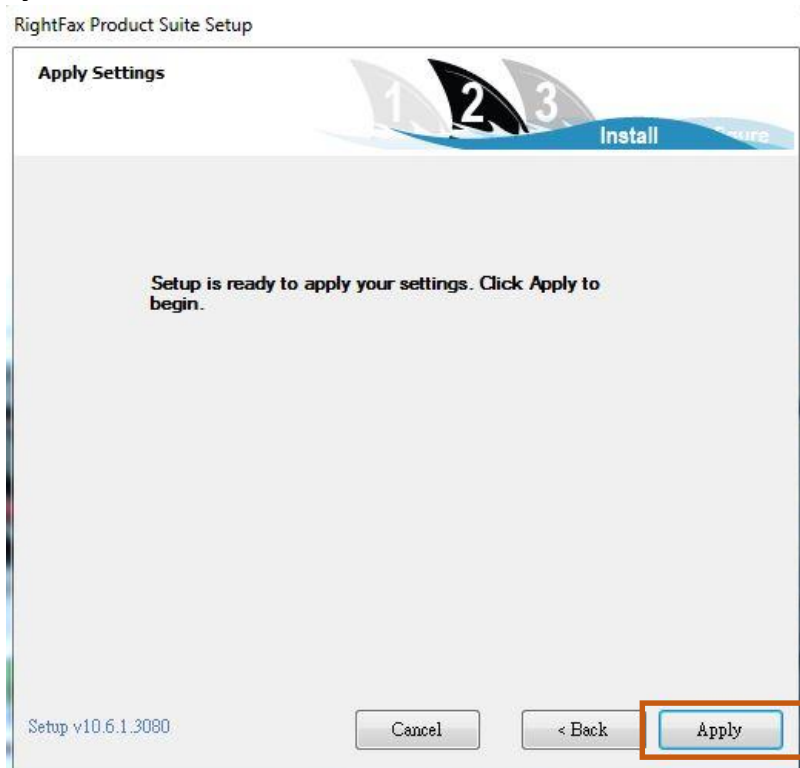 RightFax Product Suite Setup
Apply Settings
1 2 3
Install
Setup is ready to apply your settings. Click Apply to
begin.
Setup v10.6.1.3080
Cancel
< Back
Apply